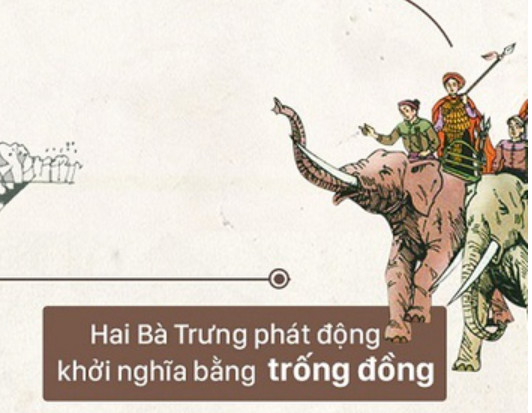 Hai Bà Trưng phát động
khởi nghĩa bằng trống đồng